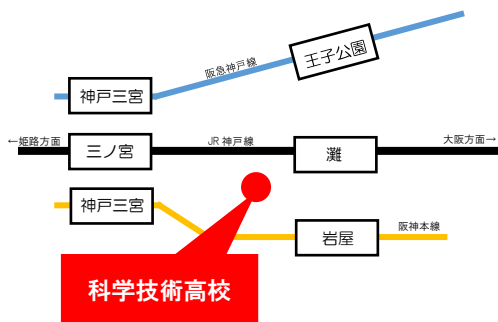 王子公園
阪急神戸線
神戸三宮
←姫路方面
三ノ宮
JR 神戸線
灘
大阪方面→
神戸三宮
岩屋
阪神本線
科学技術高校